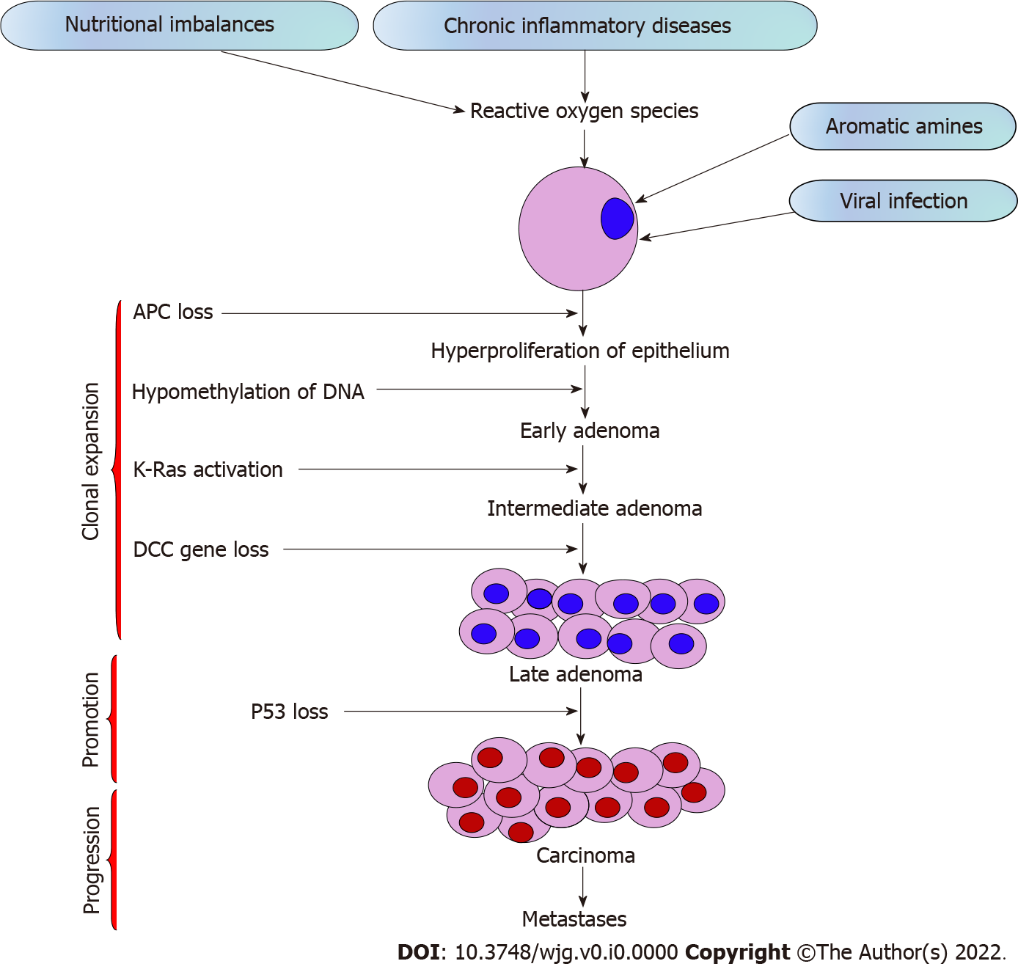 Nutritional imbalances
Chronic inflammatory diseases
Reactive oxygen species
Aromatic amines
Viral infection
Clonal expansion
APC loss
Hyperproliferation of epithelium
Hypomethylation of DNA
Early adenoma
K-Ras activation
Intermediate adenoma
DCC gene loss
Late adenoma
Promotion
P53 loss
Progression
Carcinoma
Metastases
DOI: 10.3748/wjg.v0.i0.0000 Copyright ©The Author(s) 2022.